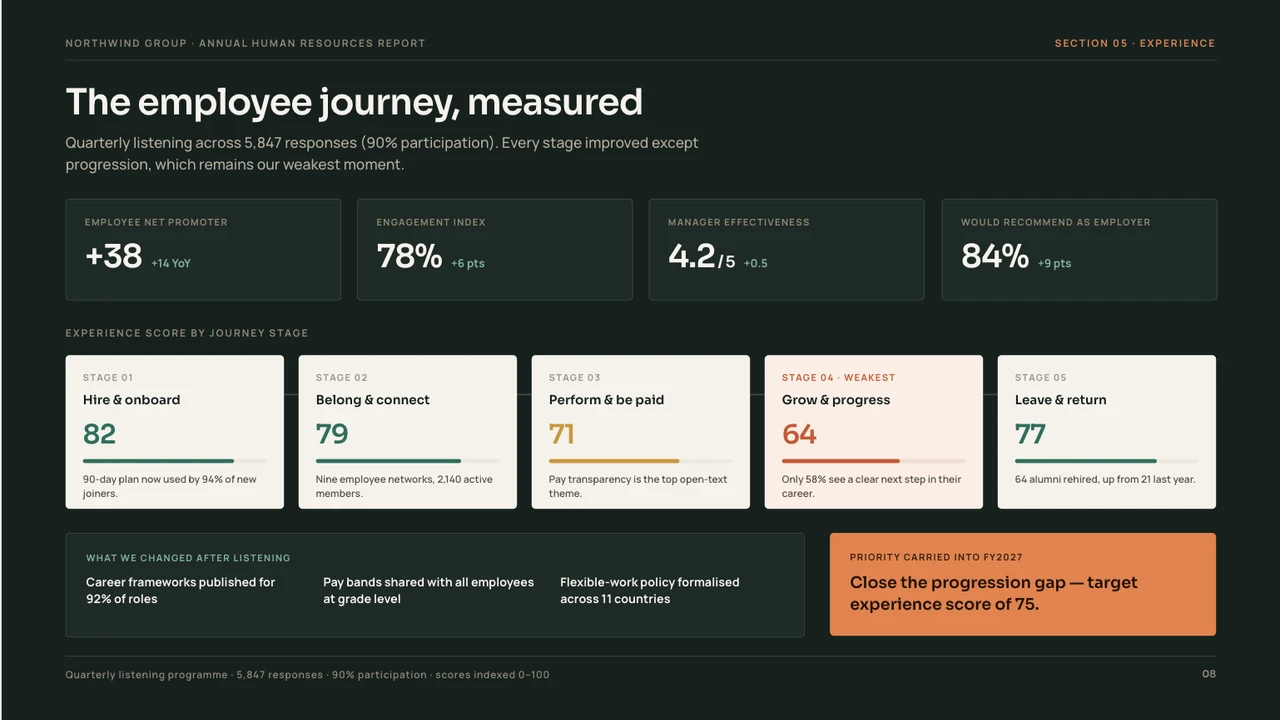 NORTHWIND GROUP · ANNUAL HUMAN RESOURCES REPORT
SECTION 05 · EXPERIENCE
The employee journey, measured
Quarterly listening across 5,847 responses (90% participation). Every stage improved except
progression, which remains our weakest moment.
EMPLOYEE NET PROMOTER
+38 +14 YoY
ENGAGEMENT INDEX
78% +6 pts
MANAGER EFFECTIVENESS
4.2/5 +0.5
WOULD RECOMMEND AS EMPLOYER
84% +9 pts
EXPERIENCE SCORE BY JOURNEY STAGE
STAGE 01
Hire & onboard
82
90-day plan now used by 94% of new
joiners.
STAGE 02
Belong & connect
79
Nine employee networks, 2,140 active
members.
STAGE 03
Perform & be paid
71
Pay transparency is the top open-text
theme.
STAGE 04 · WEAKEST
Grow & progress
64
Only 58% see a clear next step in their
career.
STAGE 05
Leave & return
77
64 alumni rehired, up from 21 last year.
WHAT WE CHANGED AFTER LISTENING
Career frameworks published for
92% of roles
Pay bands shared with all employees
at grade level
Flexible-work policy formalised
across 11 countries
PRIORITY CARRIED INTO FY2027
Close the progression gap — target
experience score of 75.
Quarterly listening programme · 5,847 responses · 90% participation · scores indexed 0–100
08